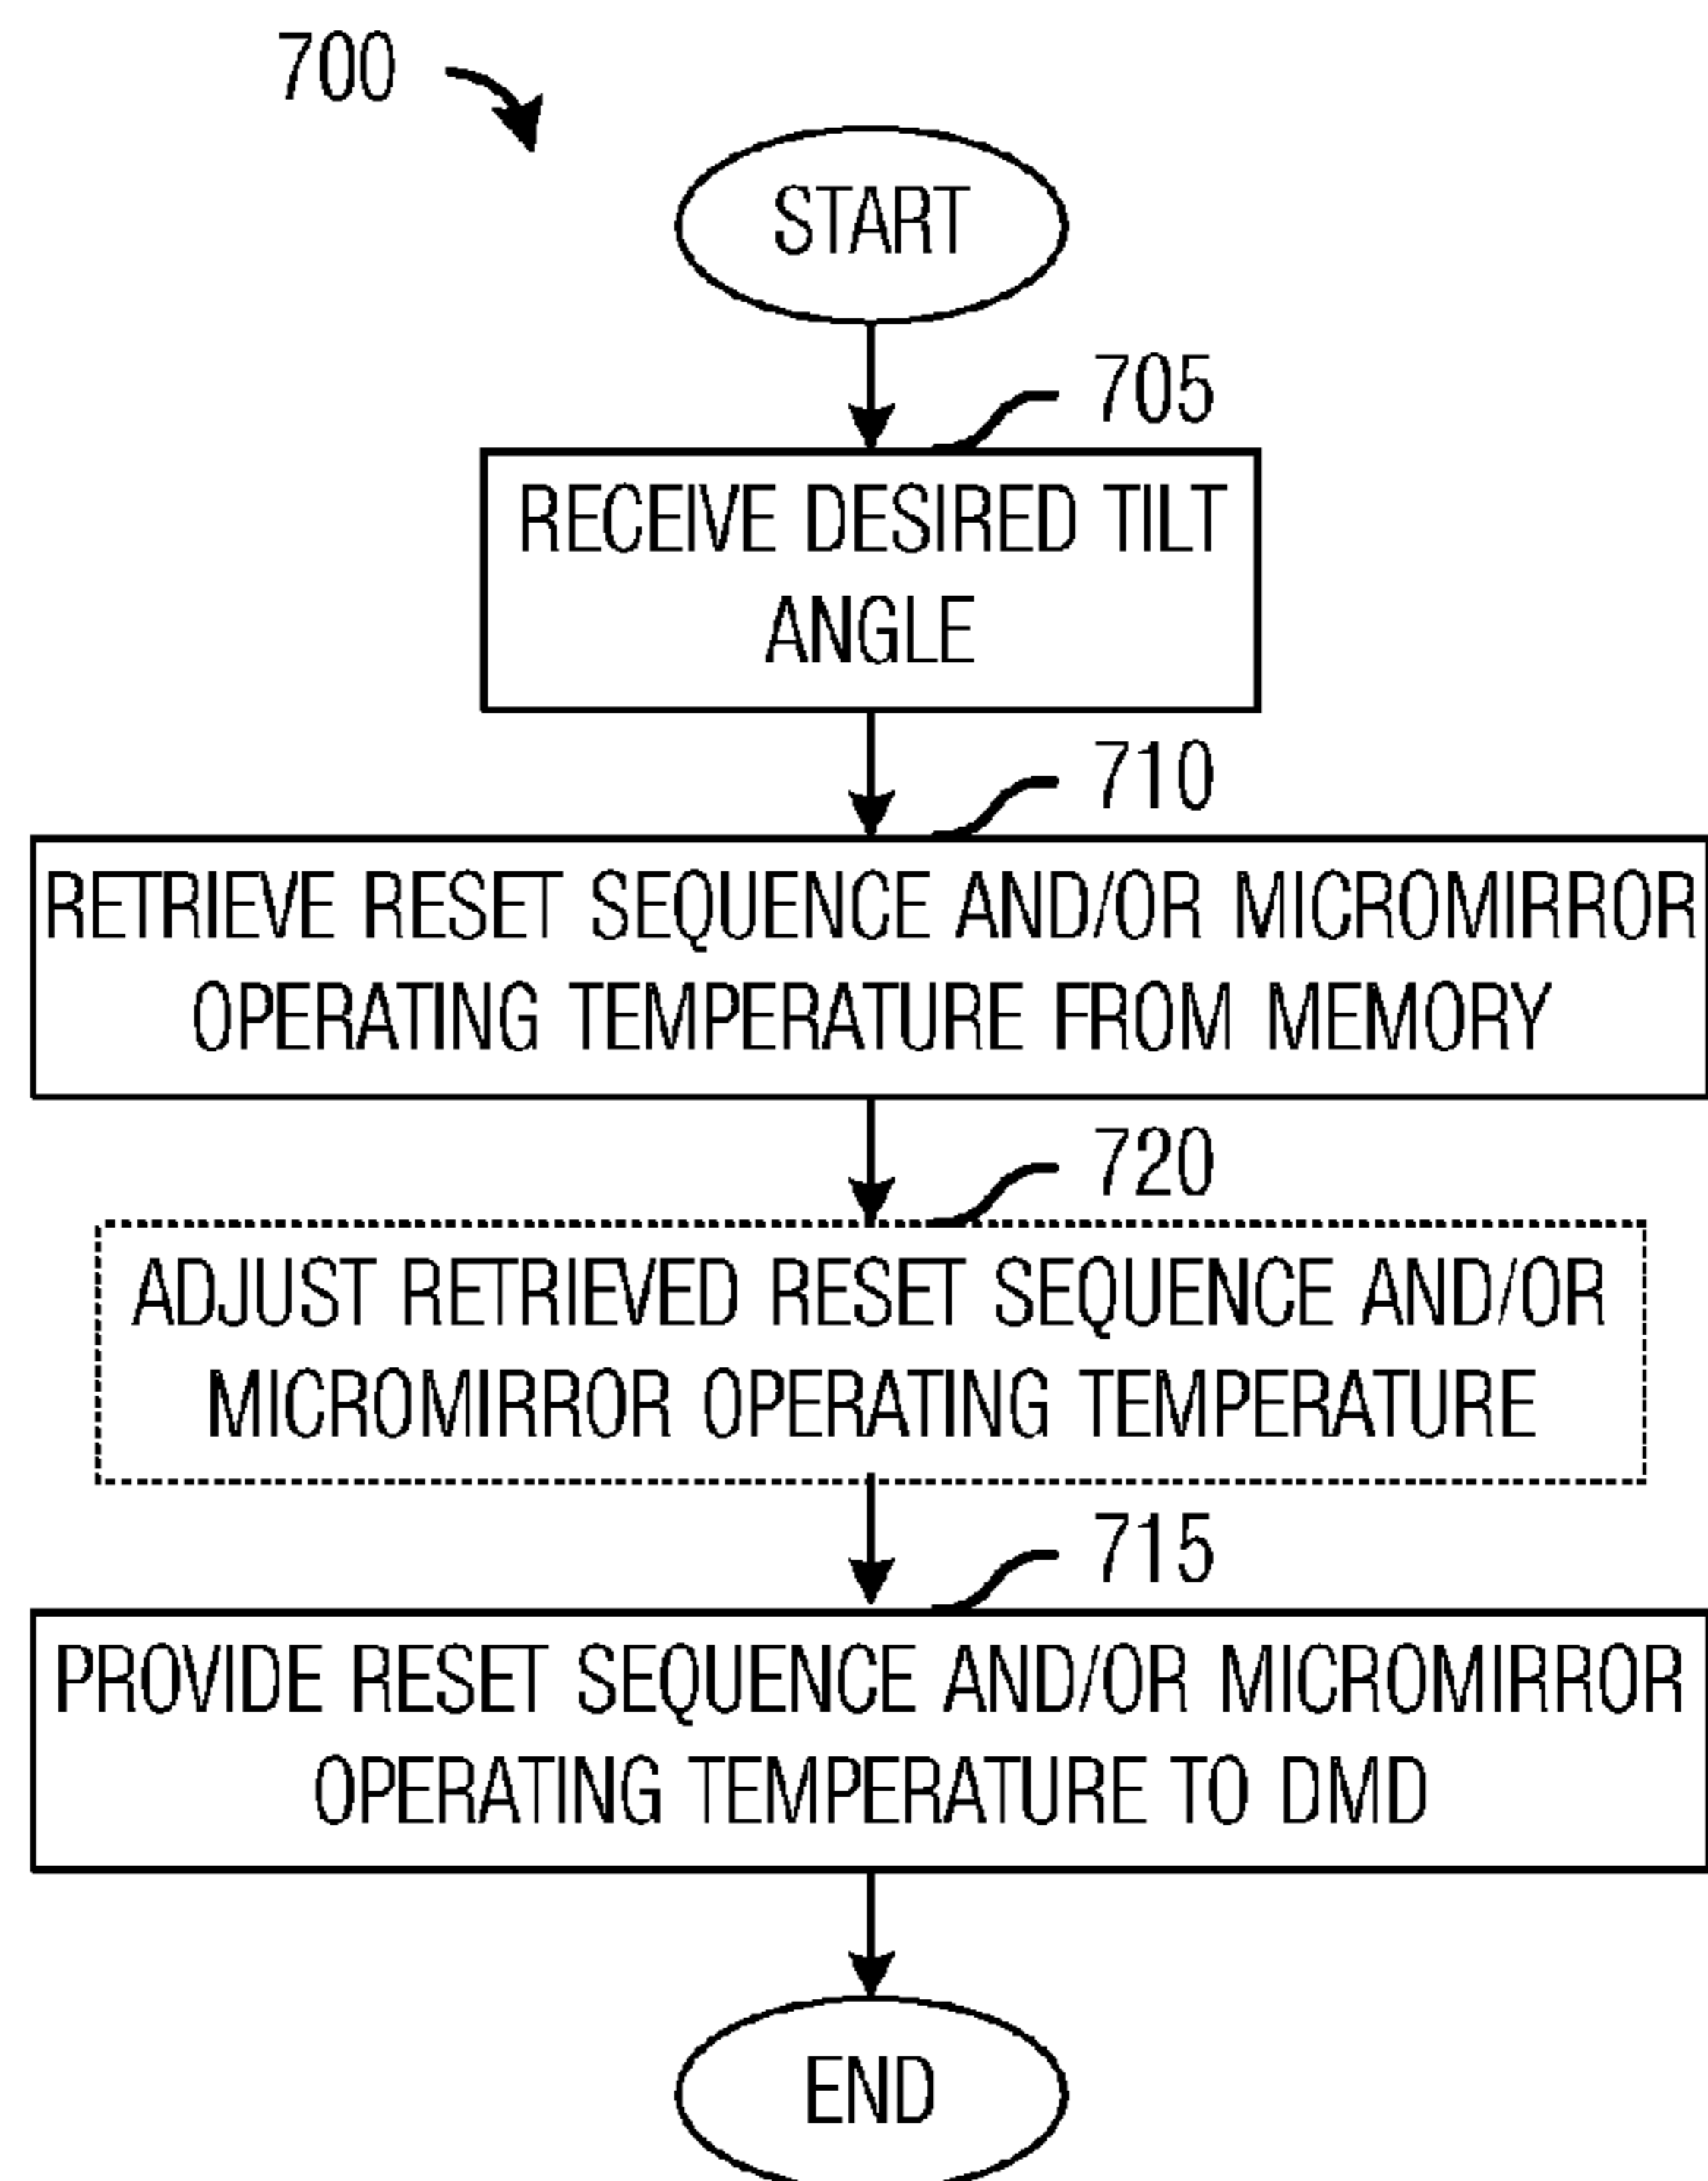 700
START
705
RECEIVE DESIRED TILT
ANGLE
710
RETRIEVE RESET SEQUENCE AND/OR MICROMIRROR
OPERATING TEMPERATURE FROM MEMORY
720
ADJUST RETRIEVED RESET SEQUENCE AND/OR
MICROMIRROR OPERATING TEMPERATURE
715
PROVIDE RESET SEQUENCE AND/OR MICROMIRROR
OPERATING TEMPERATURE TO DMD
END